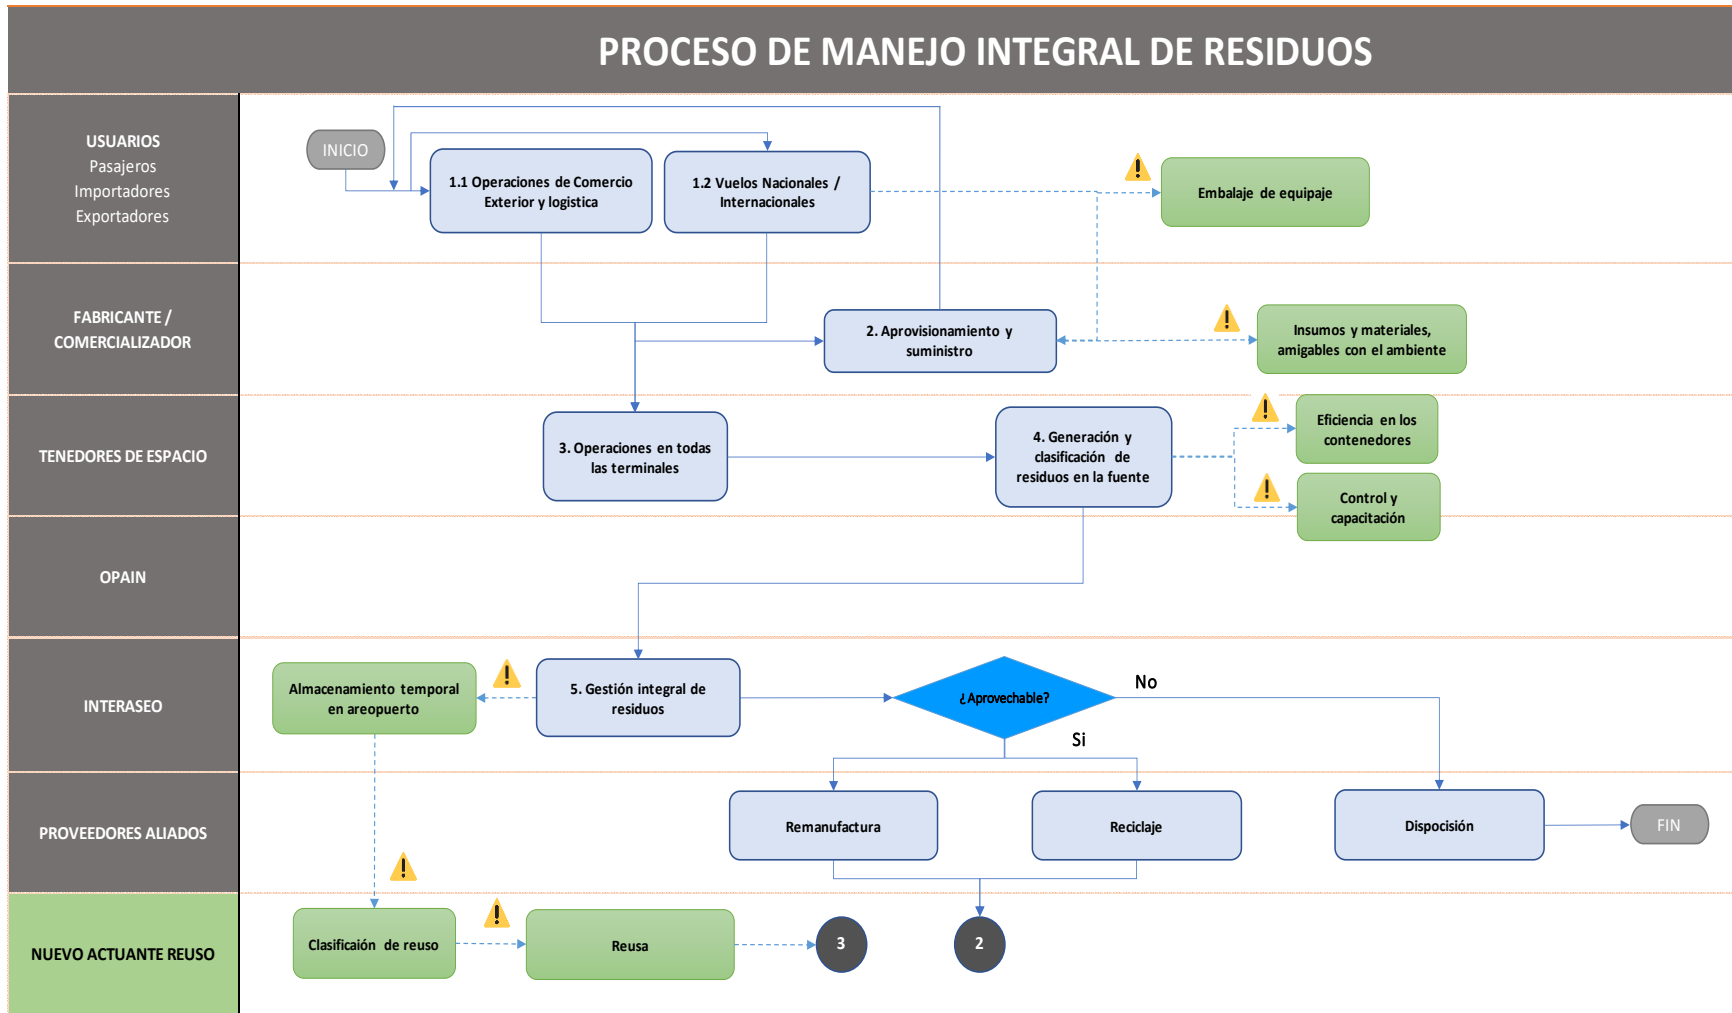 PROCESO DE MANEJO INTEGRAL DE RESIDUOS
USUARIOS
Pasajeros
Importadores
Exportadores
INICIO
1.1 Operaciones de Comercio
Exterior y logistica
1.2 Vuelos Nacionales /
Internacionales
Embalaje de equipaje
FABRICANTE /
COMERCIALIZADOR
2. Aprovisionamiento y
suministro
Insumos y materiales,
amigables con el ambiente
TENEDORES DE ESPACIO
3. Operaciones en todas
las terminales
4. Generación y
clasificación de
residuos en la fuente
Eficiencia en los
contenedores
Control y
capacitación
OPAIN
INTERASEO
Almacenamiento temporal
en areopuerto
5. Gestión integral de
residuos
¿Aprovechable?
No
Si
PROVEEDORES ALIADOS
Remanufactura
Reciclaje
Dispocisión
FIN
NUEVO ACTUANTE REUSO
Clasificaión de reuso
Reusa
3
2